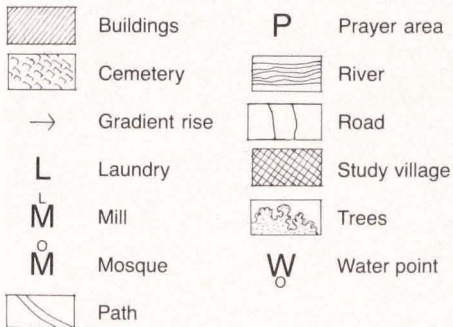 Buildings
Cemetery
Gradient rise
L Laundry
L
M Mill
O
M Mosque
Path
P Prayer area
River
Road
Study village
Trees
W
O Water point